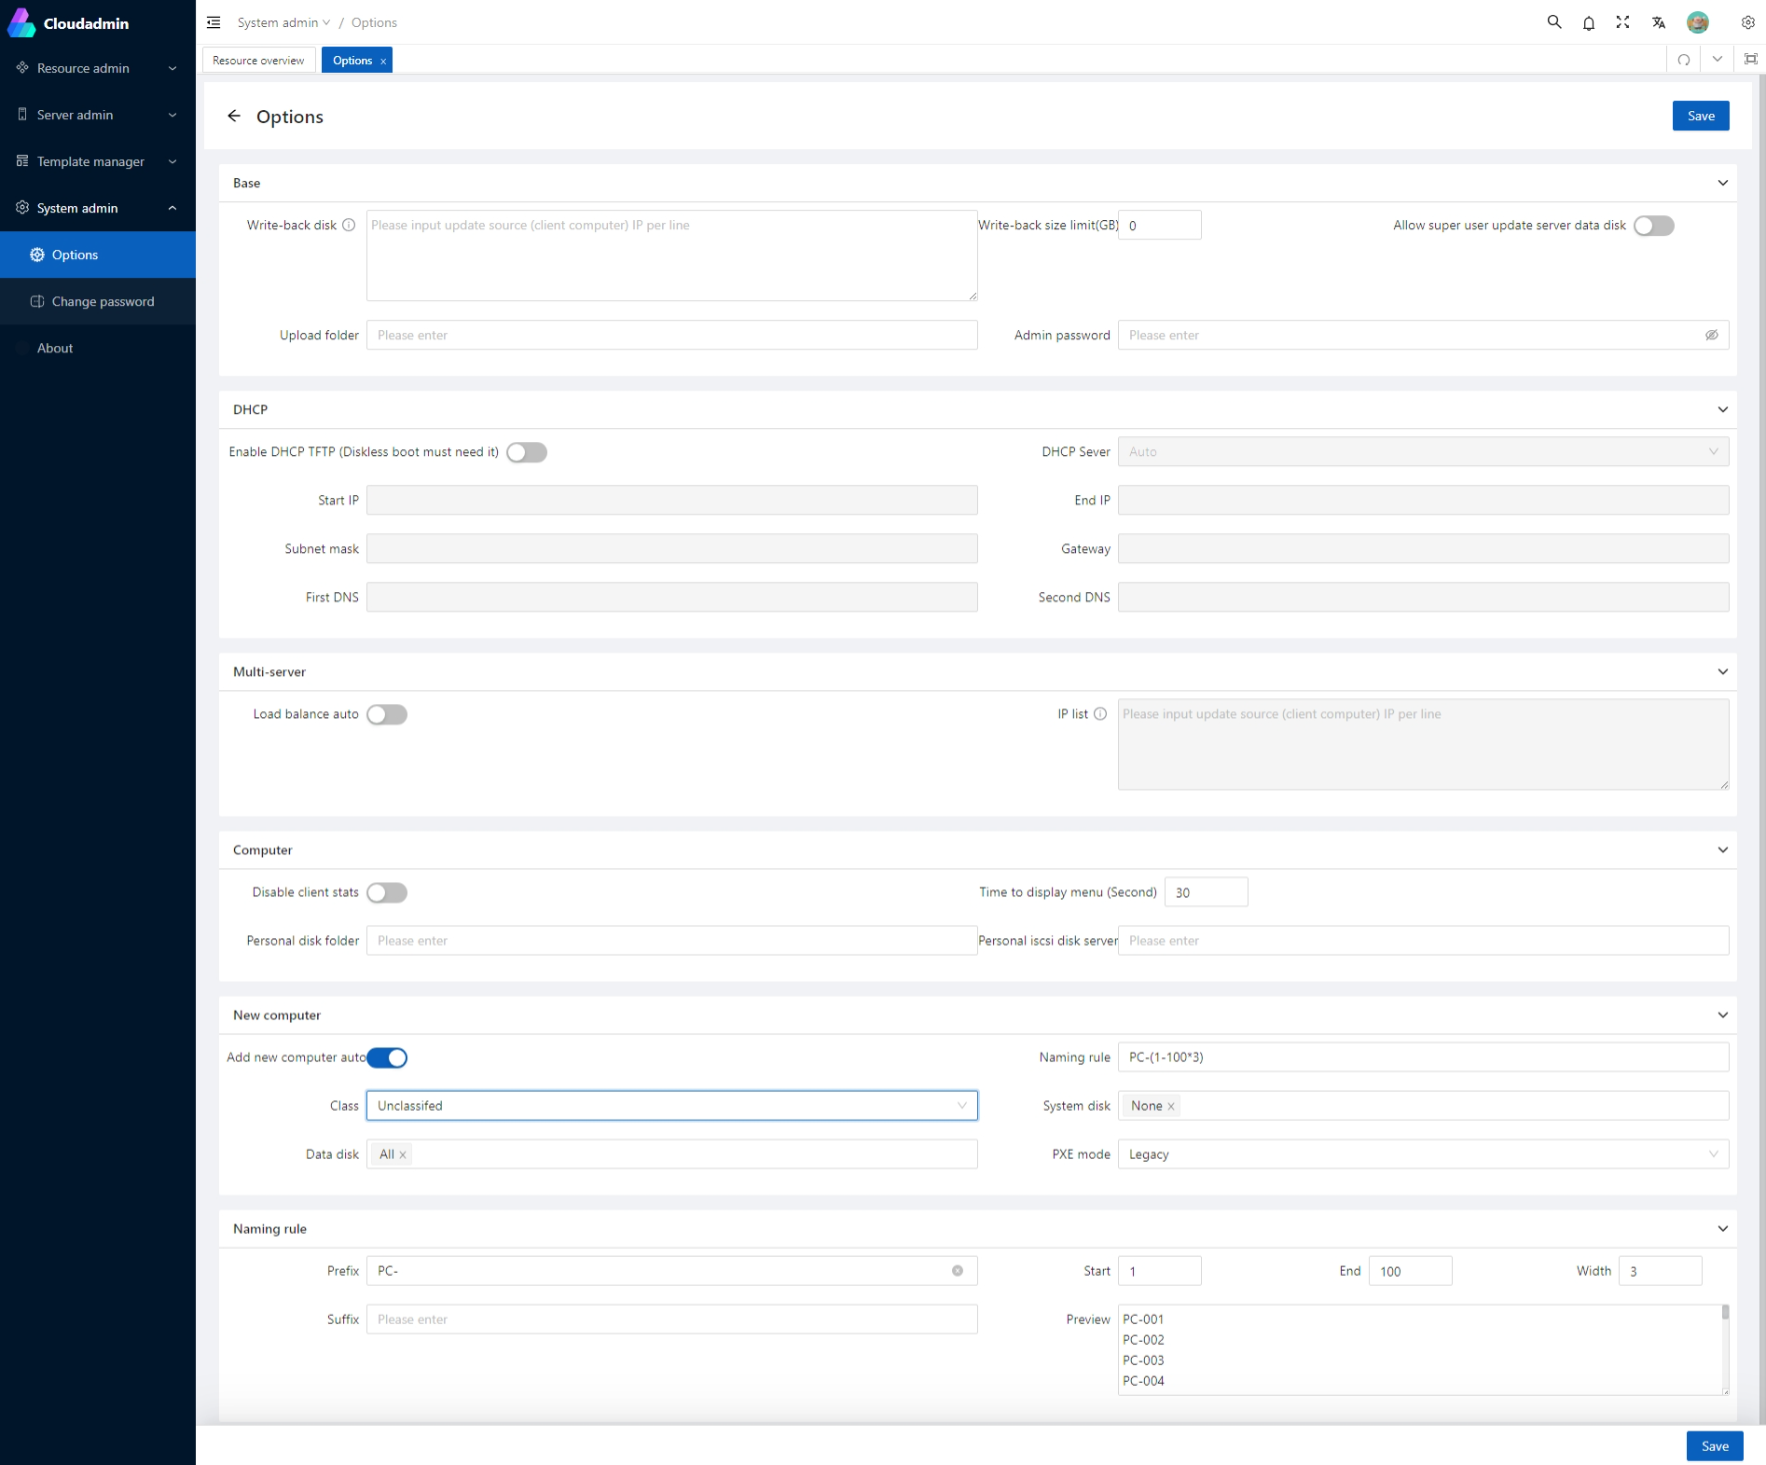 Cloudadmin
System admin / Options
Resource overview
Options x
Resource admin
Server admin
Template manager
System admin
Options
Change password
About
Options
Save
Base
Write-back disk Please input update source (client computer) IP per line
Write-back size limit(GB) 0
Allow super user update server data disk
Upload folder Please enter
Admin password Please enter
DHCP
Enable DHCP TFTP (Diskless boot must need it)
DHCP Sever Auto
Start IP
End IP
Subnet mask
Gateway
First DNS
Second DNS
Multi-server
Load balance auto
IP list Please input update source (client computer) IP per line
Computer
Disable client stats
Time to display menu (Second) 30
Personal disk folder Please enter
Personal iscsi disk server Please enter
New computer
Add new computer auto
Naming rule PC-(1-100*3)
Class Unclassifed
System disk None x
Data disk All x
PXE mode Legacy
Naming rule
Prefix PC-
Start 1
End 100
Width 3
Suffix Please enter
Preview PC-001
PC-002
PC-003
PC-004
Save